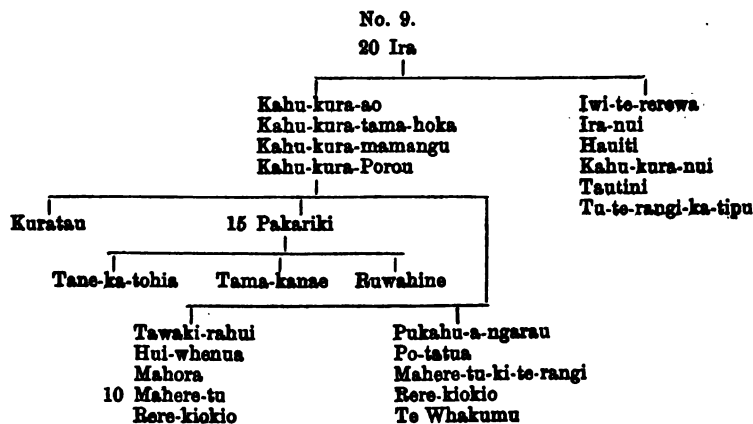 No. 9.
20 Ira
Kahu-kura-ao Iwi-te-rerewa
Kahu-kura-tama-hoka Ira-nui
Kahu-kura-mamangu Hauiti
Kahu-kura-Porou Kahu-kura-nui
Tautini
Tu-te-rangi-ka-tipu
Kuratau 15 Pakariki
Tane-ka-tohia Tama-kanae Ruwahine
Tawaki-rahui Pukahu-a-ngarau
Hui-whenua Po-tatua
Mahora Mahere-tu-ki-te-rangi
10 Mahere-tu Rere-kiokio
Rere-kiokio Te Whakumu